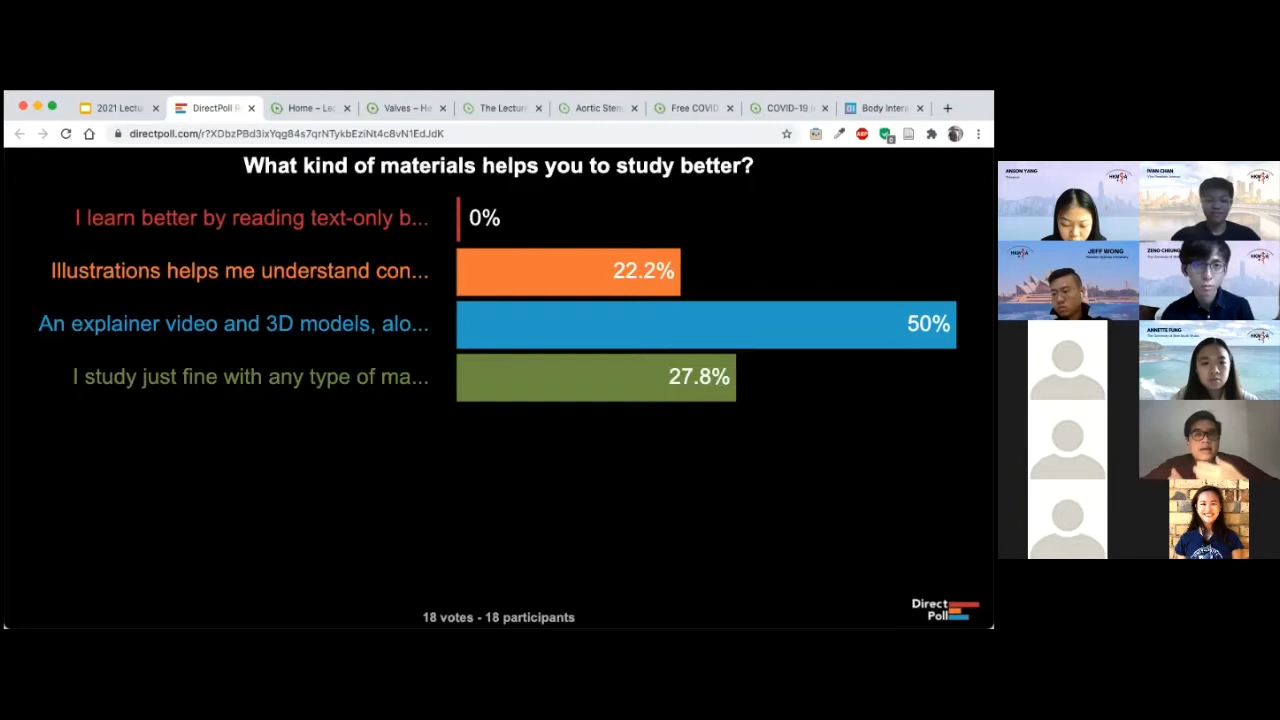 2021 Lectu
DirectPoll R
Home – Lec
Valves – He
The Lectur
Aortic Sten
Free COVID
COVID-19 I
Body Intera
directpoll.com/r?XDbzPBd3ixYqg84s7qrNTykbEziNt4c8vN1EdJdK
What kind of materials helps you to study better?
I learn better by reading text-only b... 0%
Illustrations helps me understand con... 22.2%
An explainer video and 3D models, alo... 50%
I study just fine with any type of ma... 27.8%
18 votes - 18 participants
Direct
Poll
ANSON YANG
IVAN CHAN
JEFF WONG
ZENO CHEUNG
ANNETTE FUNG